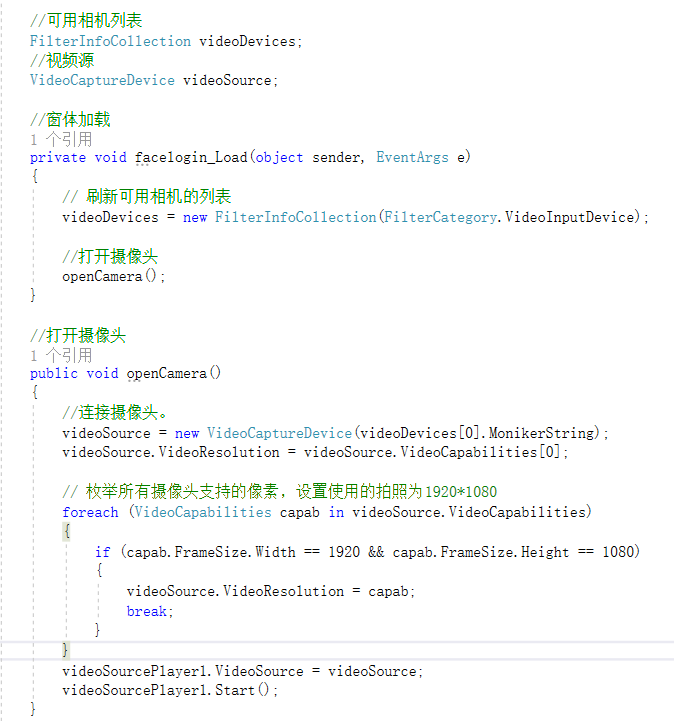 //可用相机列表
FilterInfoCollection videoDevices;
//视频源
VideoCaptureDevice videoSource;
//窗体加载
1 个引用
private void facelogin_Load(object sender, EventArgs e)
{
// 刷新可用相机的列表
videoDevices = new FilterInfoCollection(FilterCategory.VideoInputDevice);
//打开摄像头
openCamera();
}
//打开摄像头
1 个引用
public void openCamera()
{
//连接摄像头。
videoSource = new VideoCaptureDevice(videoDevices[0].MonikerString);
videoSource.VideoResolution = videoSource.VideoCapabilities[0];
// 枚举所有摄像头支持的像素，设置使用的拍照为1920*1080
foreach (VideoCapabilities capab in videoSource.VideoCapabilities)
{
if (capab.FrameSize.Width == 1920 && capab.FrameSize.Height == 1080)
{
videoSource.VideoResolution = capab;
break;
}
}
videoSourcePlayer1.VideoSource = videoSource;
videoSourcePlayer1.Start();
}